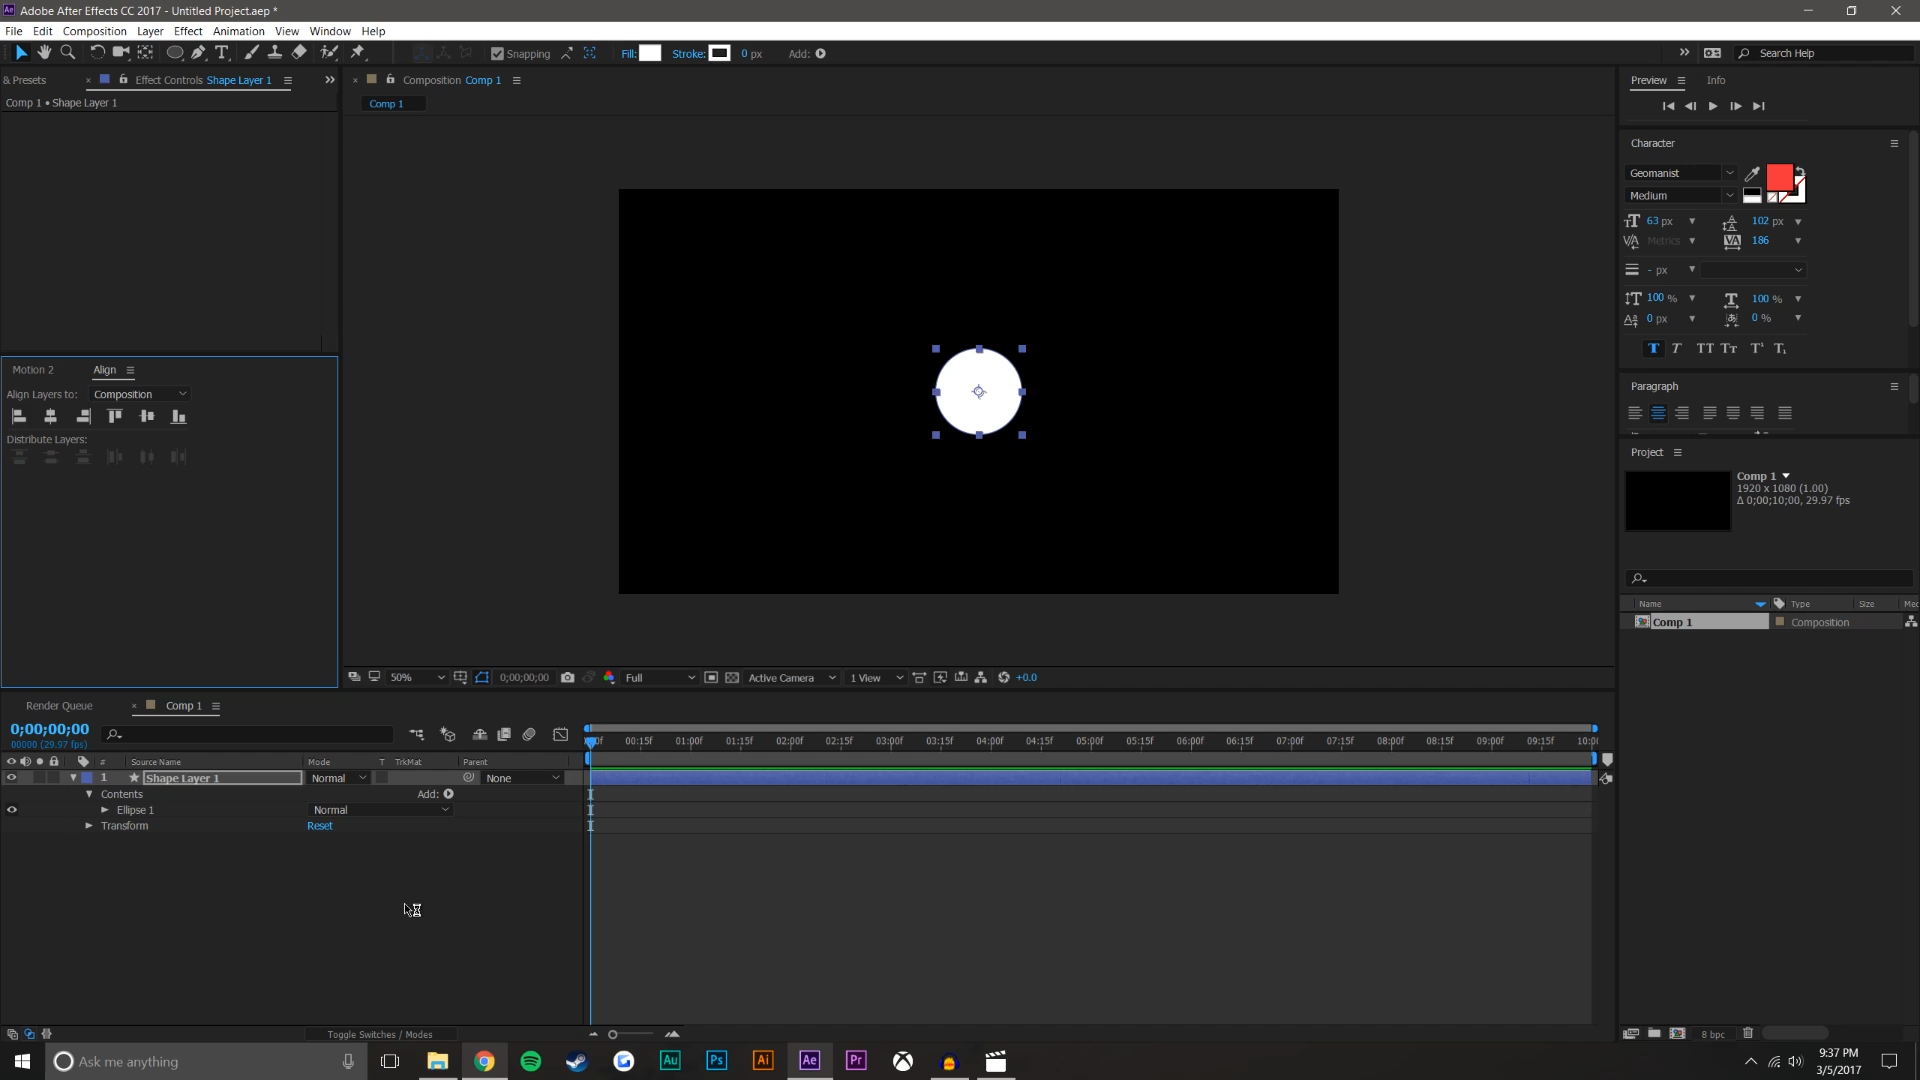 Adobe After Effects CC 2017 - Untitled Project.aep *
File Edit Composition Layer Effect Animation View Window Help
Snapping Fill: Stroke: 0 px Add: Search Help
& Presets Effect Controls Shape Layer 1
Comp 1 • Shape Layer 1
Composition Comp 1
Comp 1
Preview Info
Character
Geomanist
Medium
63 px 102 px
Metrics 186
- px
100 % 100 %
0 px 0 %
Paragraph
Motion 2 Align
Align Layers to: Composition
Distribute Layers:
Project
Comp 1
1920 x 1080 (1.00)
Δ 0;00;10;00, 29.97 fps
Name Type Size Med
Comp 1 Composition
50% 0;00;00;00 Full Active Camera 1 View +0.0
Render Queue Comp 1
0;00;00;00
00000 (29.97 fps)
00:15f 01:00f 01:15f 02:00f 02:15f 03:00f 03:15f 04:00f 04:15f 05:00f 05:15f 06:00f 06:15f 07:00f 07:15f 08:00f 08:15f 09:00f 09:15f 10:0
# Source Name Mode T TrkMat Parent
1 Shape Layer 1 Normal None
Contents Add:
Ellipse 1 Normal
Transform Reset
Toggle Switches / Modes
8 bpc
Ask me anything
Au Ps Ai Ae Pr
9:37 PM
3/5/2017